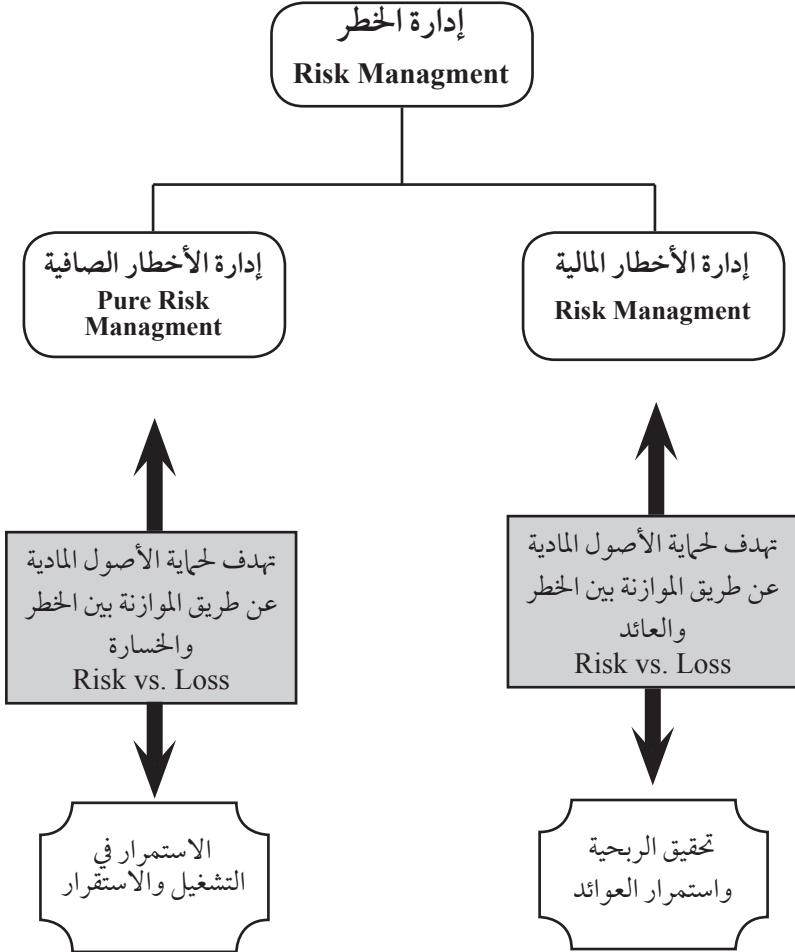 إدارة الخطر
Risk Managment
إدارة الأخطار المالية
Risk Managment
إدارة الأخطار الصافية
Pure Risk
Managment
تهدف لحماية الأصول المادية
عن طريق الموازنة بين الخطر
والعائد
Risk vs. Loss
تهدف لحماية الأصول المادية
عن طريق الموازنة بين الخطر
والخسارة
Risk vs. Loss
تحقيق الربحية
واستمرار العوائد
الاستمرار في
التشغيل والاستقرار